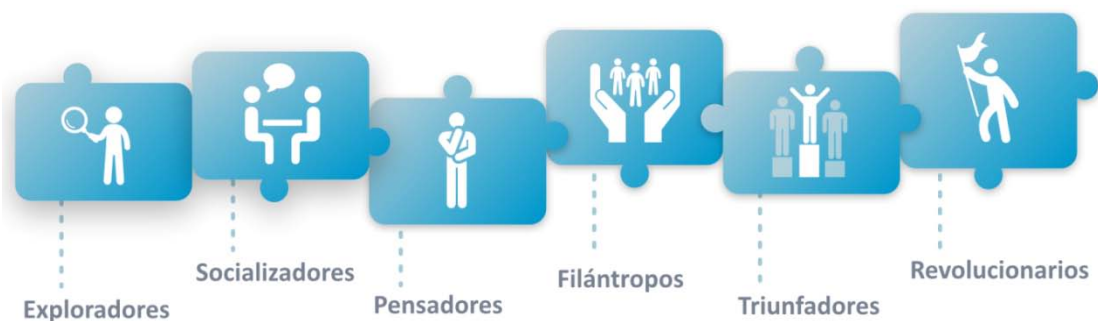 Exploradores
Socializadores
Pensadores
Filántropos
Triunfadores
Revolucionarios